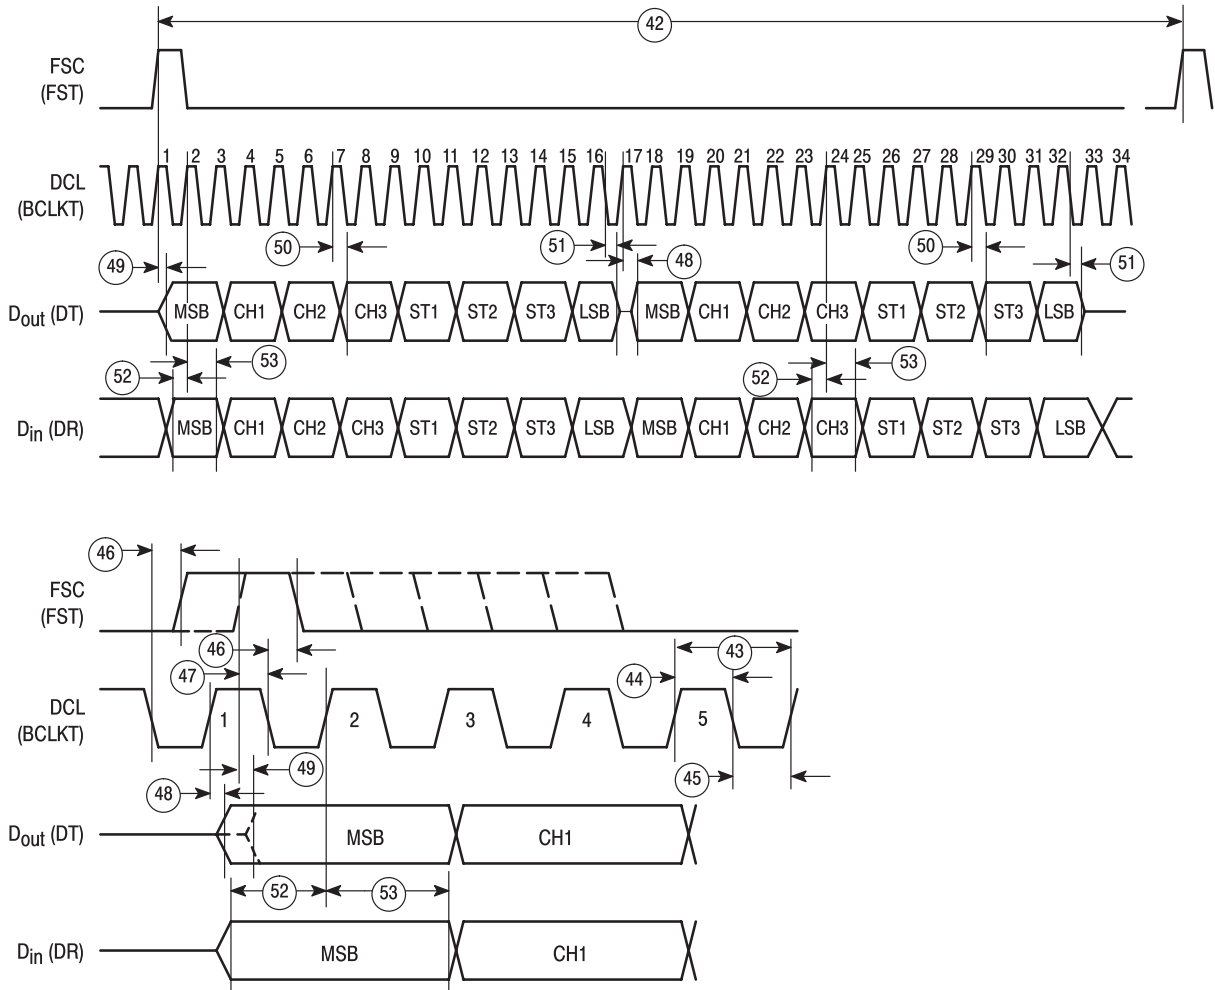 42
FSC
(FST)
1 2 3 4 5 6 7 8 9 10 11 12 13 14 15 16 17 18 19 20 21 22 23 24 25 26 27 28 29 30 31 32 33 34
DCL
(BCLKT)
50 51 50
49 48 51
Dout (DT) MSB CH1 CH2 CH3 ST1 ST2 ST3 LSB MSB CH1 CH2 CH3 ST1 ST2 ST3 LSB
53 53
52 52
Din (DR) MSB CH1 CH2 CH3 ST1 ST2 ST3 LSB MSB CH1 CH2 CH3 ST1 ST2 ST3 LSB
46
FSC
(FST)
46 43
47 44
DCL
(BCLKT)
1 2 3 4 5
49
48 45
Dout (DT) MSB CH1
52 53
Din (DR) MSB CH1